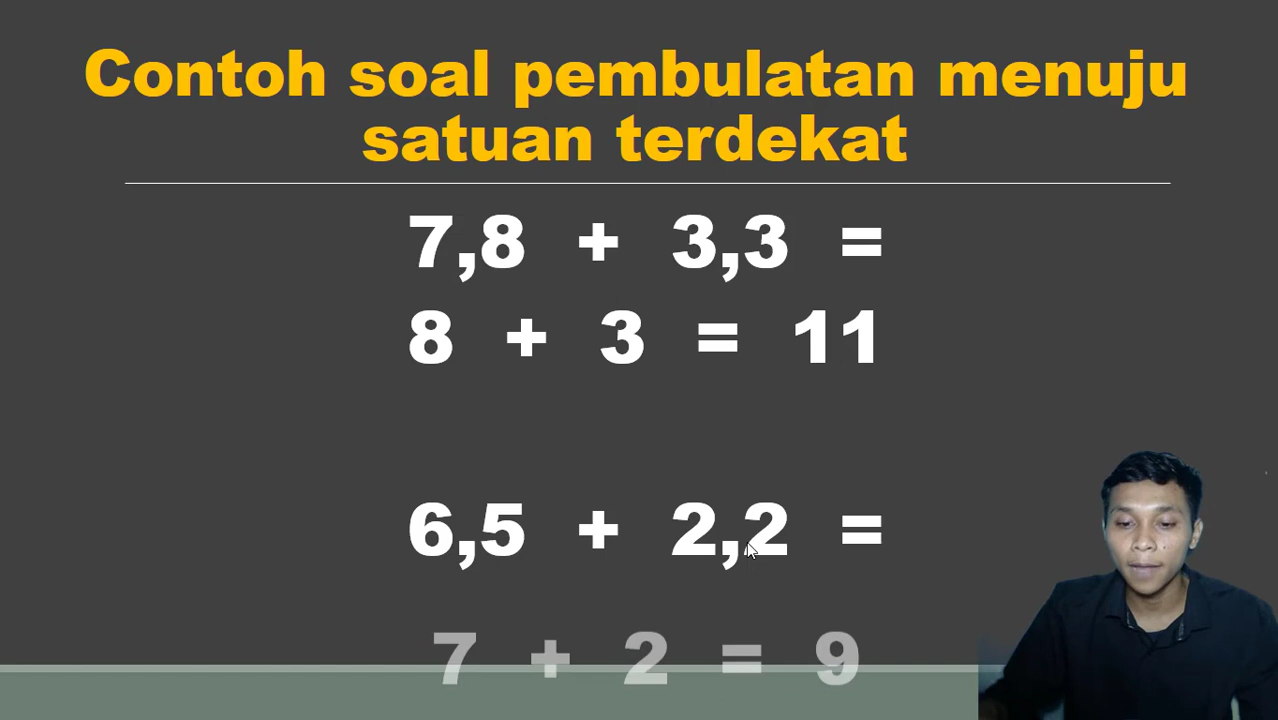 Contoh soal pembulatan menuju
satuan terdekat
7,8 + 3,3 =
8 + 3 = 11
6,5 + 2,2 =
7 + 2 = 9